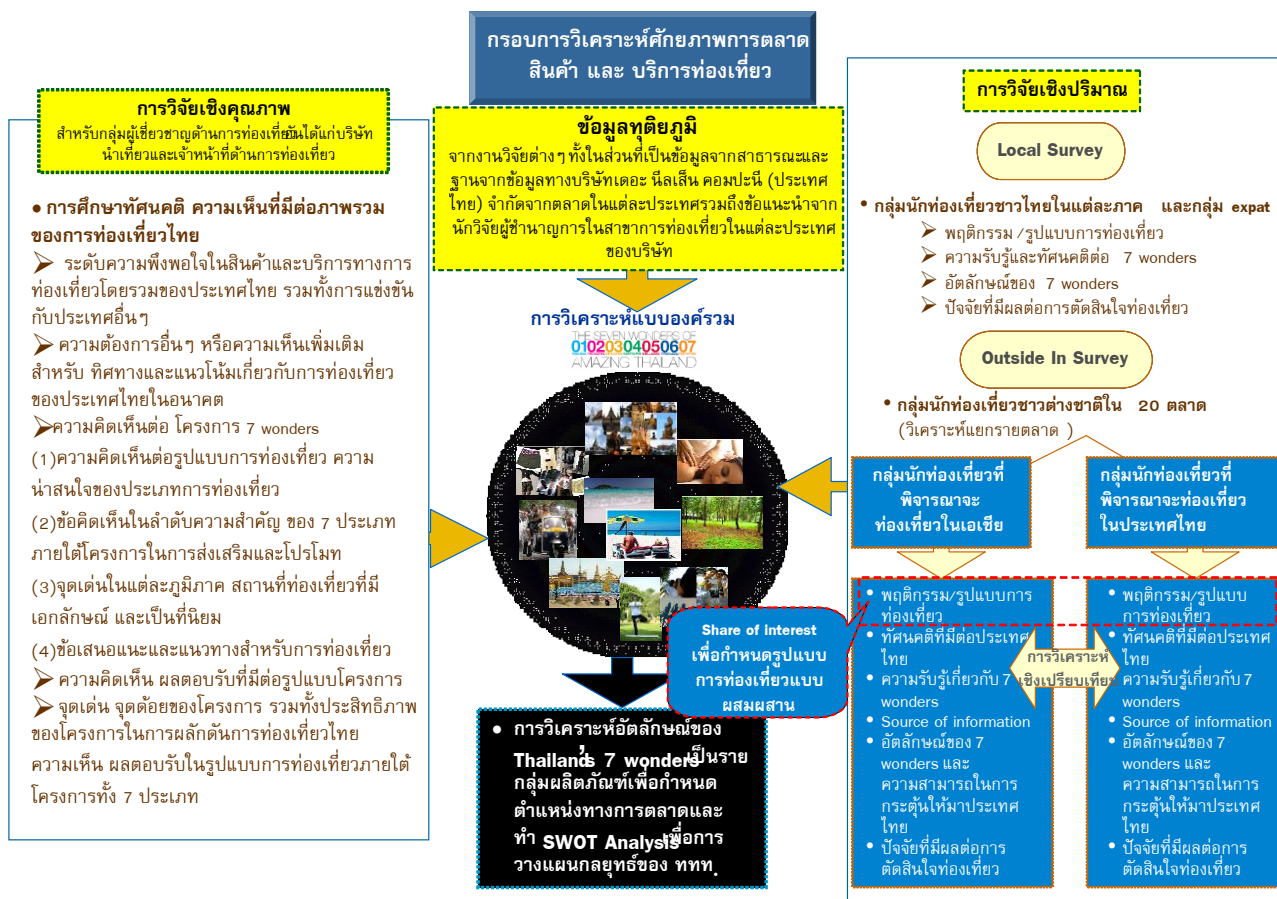 กรอบการวิเคราะห์ศักยภาพการตลาด
สินค้า และ บริการท่องเที่ยว
การวิจัยเชิงคุณภาพ
สำหรับกลุ่มผู้เชี่ยวชาญด้านการท่องเที่ยวอันได้แก่บริษัท
นำเที่ยวและเจ้าหน้าที่ด้านการท่องเที่ยว
• การศึกษาทัศนคติ ความเห็นที่มีต่อภาพรวม
ของการท่องเที่ยวไทย
➢ ระดับความพึงพอใจในสินค้าและบริการทางการ
ท่องเที่ยวโดยรวมของประเทศไทย รวมทั้งการแข่งขัน
กับประเทศอื่นๆ
➢ ความต้องการอื่นๆ หรือความเห็นเพิ่มเติม
สำหรับ ทิศทางและแนวโน้มเกี่ยวกับการท่องเที่ยว
ของประเทศไทยในอนาคต
➢ความคิดเห็นต่อ โครงการ 7 wonders
(1)ความคิดเห็นต่อรูปแบบการท่องเที่ยว ความ
น่าสนใจของประเภทการท่องเที่ยว
(2)ข้อคิดเห็นในลำดับความสำคัญ ของ 7 ประเภท
ภายใต้โครงการในการส่งเสริมและโปรโมท
(3)จุดเด่นในแต่ละภูมิภาค สถานที่ท่องเที่ยวที่มี
เอกลักษณ์ และเป็นที่นิยม
(4)ข้อเสนอแนะและแนวทางสำหรับการท่องเที่ยว
➢ ความคิดเห็น ผลตอบรับที่มีต่อรูปแบบโครงการ
➢ จุดเด่น จุดด้อยของโครงการ รวมทั้งประสิทธิภาพ
ของโครงการในการผลักดันการท่องเที่ยวไทย
ความเห็น ผลตอบรับในรูปแบบการท่องเที่ยวภายใต้
โครงการทั้ง 7 ประเภท
ข้อมูลทุติยภูมิ
จากงานวิจัยต่างๆ ทั้งในส่วนที่เป็นข้อมูลจากสาธารณะและ
ฐานจากข้อมูลทางบริษัทเดอะ นีลเส็น คอมปะนี (ประเทศ
ไทย) จำกัดจากตลาดในแต่ละประเทศรวมถึงข้อแนะนำจาก
นักวิจัยผู้ชำนาญการในสาขาการท่องเที่ยวในแต่ละประเทศ
ของบริษัท
การวิเคราะห์แบบองค์รวม
THE SEVEN WONDERS OF
01020304050607
AMAZING THAILAND
Share of interest
เพื่อกำหนดรูปแบบ
การท่องเที่ยวแบบ
ผสมผสาน
• การวิเคราะห์อัตลักษณ์ของ
Thailand's 7 wonders เป็นราย
กลุ่มผลิตภัณฑ์เพื่อกำหนด
ตำแหน่งทางการตลาดและ
ทำ SWOT Analysis เพื่อการ
วางแผนกลยุทธ์ของ ททท.
การวิจัยเชิงปริมาณ
Local Survey
• กลุ่มนักท่องเที่ยวชาวไทยในแต่ละภาค และกลุ่ม expat
➢ พฤติกรรม /รูปแบบการท่องเที่ยว
➢ ความรับรู้และทัศนคติต่อ 7 wonders
➢ อัตลักษณ์ของ 7 wonders
➢ ปัจจัยที่มีผลต่อการตัดสินใจท่องเที่ยว
Outside In Survey
• กลุ่มนักท่องเที่ยวชาวต่างชาติใน 20 ตลาด
(วิเคราะห์แยกรายตลาด )
กลุ่มนักท่องเที่ยวที่
พิจารณาจะ
ท่องเที่ยวในเอเชีย
กลุ่มนักท่องเที่ยวที่
พิจารณาจะท่องเที่ยว
ในประเทศไทย
• พฤติกรรม/รูปแบบการ
ท่องเที่ยว
• ทัศนคติที่มีต่อประเทศ
ไทย
• ความรับรู้เกี่ยวกับ 7
wonders
• Source of information
• อัตลักษณ์ของ 7
wonders และ
ความสามารถในการ
กระตุ้นให้มาประเทศ
ไทย
• ปัจจัยที่มีผลต่อการ
ตัดสินใจท่องเที่ยว
การวิเคราะห์
เชิงเปรียบเทียบ
• พฤติกรรม/รูปแบบ
การท่องเที่ยว
• ทัศนคติที่มีต่อประเทศ
ไทย
• ความรับรู้เกี่ยวกับ 7
wonders
• Source of information
• อัตลักษณ์ของ 7
wonders และ
ความสามารถในการ
กระตุ้นให้มาประเทศ
ไทย
• ปัจจัยที่มีผลต่อการ
ตัดสินใจท่องเที่ยว